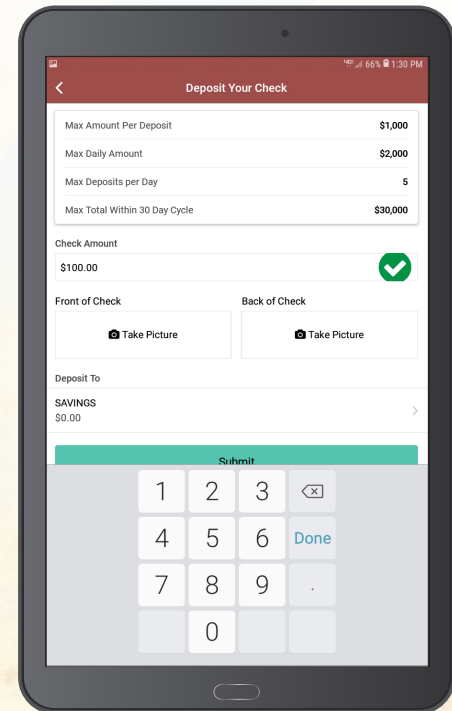 66% 1:30 PM
Deposit Your Check
Max Amount Per Deposit $1,000
Max Daily Amount $2,000
Max Deposits per Day 5
Max Total Within 30 Day Cycle $30,000
Check Amount
$100.00
Front of Check Back of Check
Take Picture Take Picture
Deposit To
SAVINGS
$0.00
Submit
1 2 3
4 5 6 Done
7 8 9 .
0